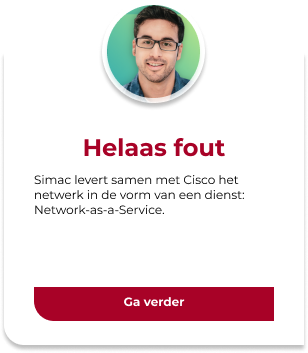 Helaas fout
Simac levert samen met Cisco het
netwerk in de vorm van een dienst:
Network-as-a-Service.
Ga verder